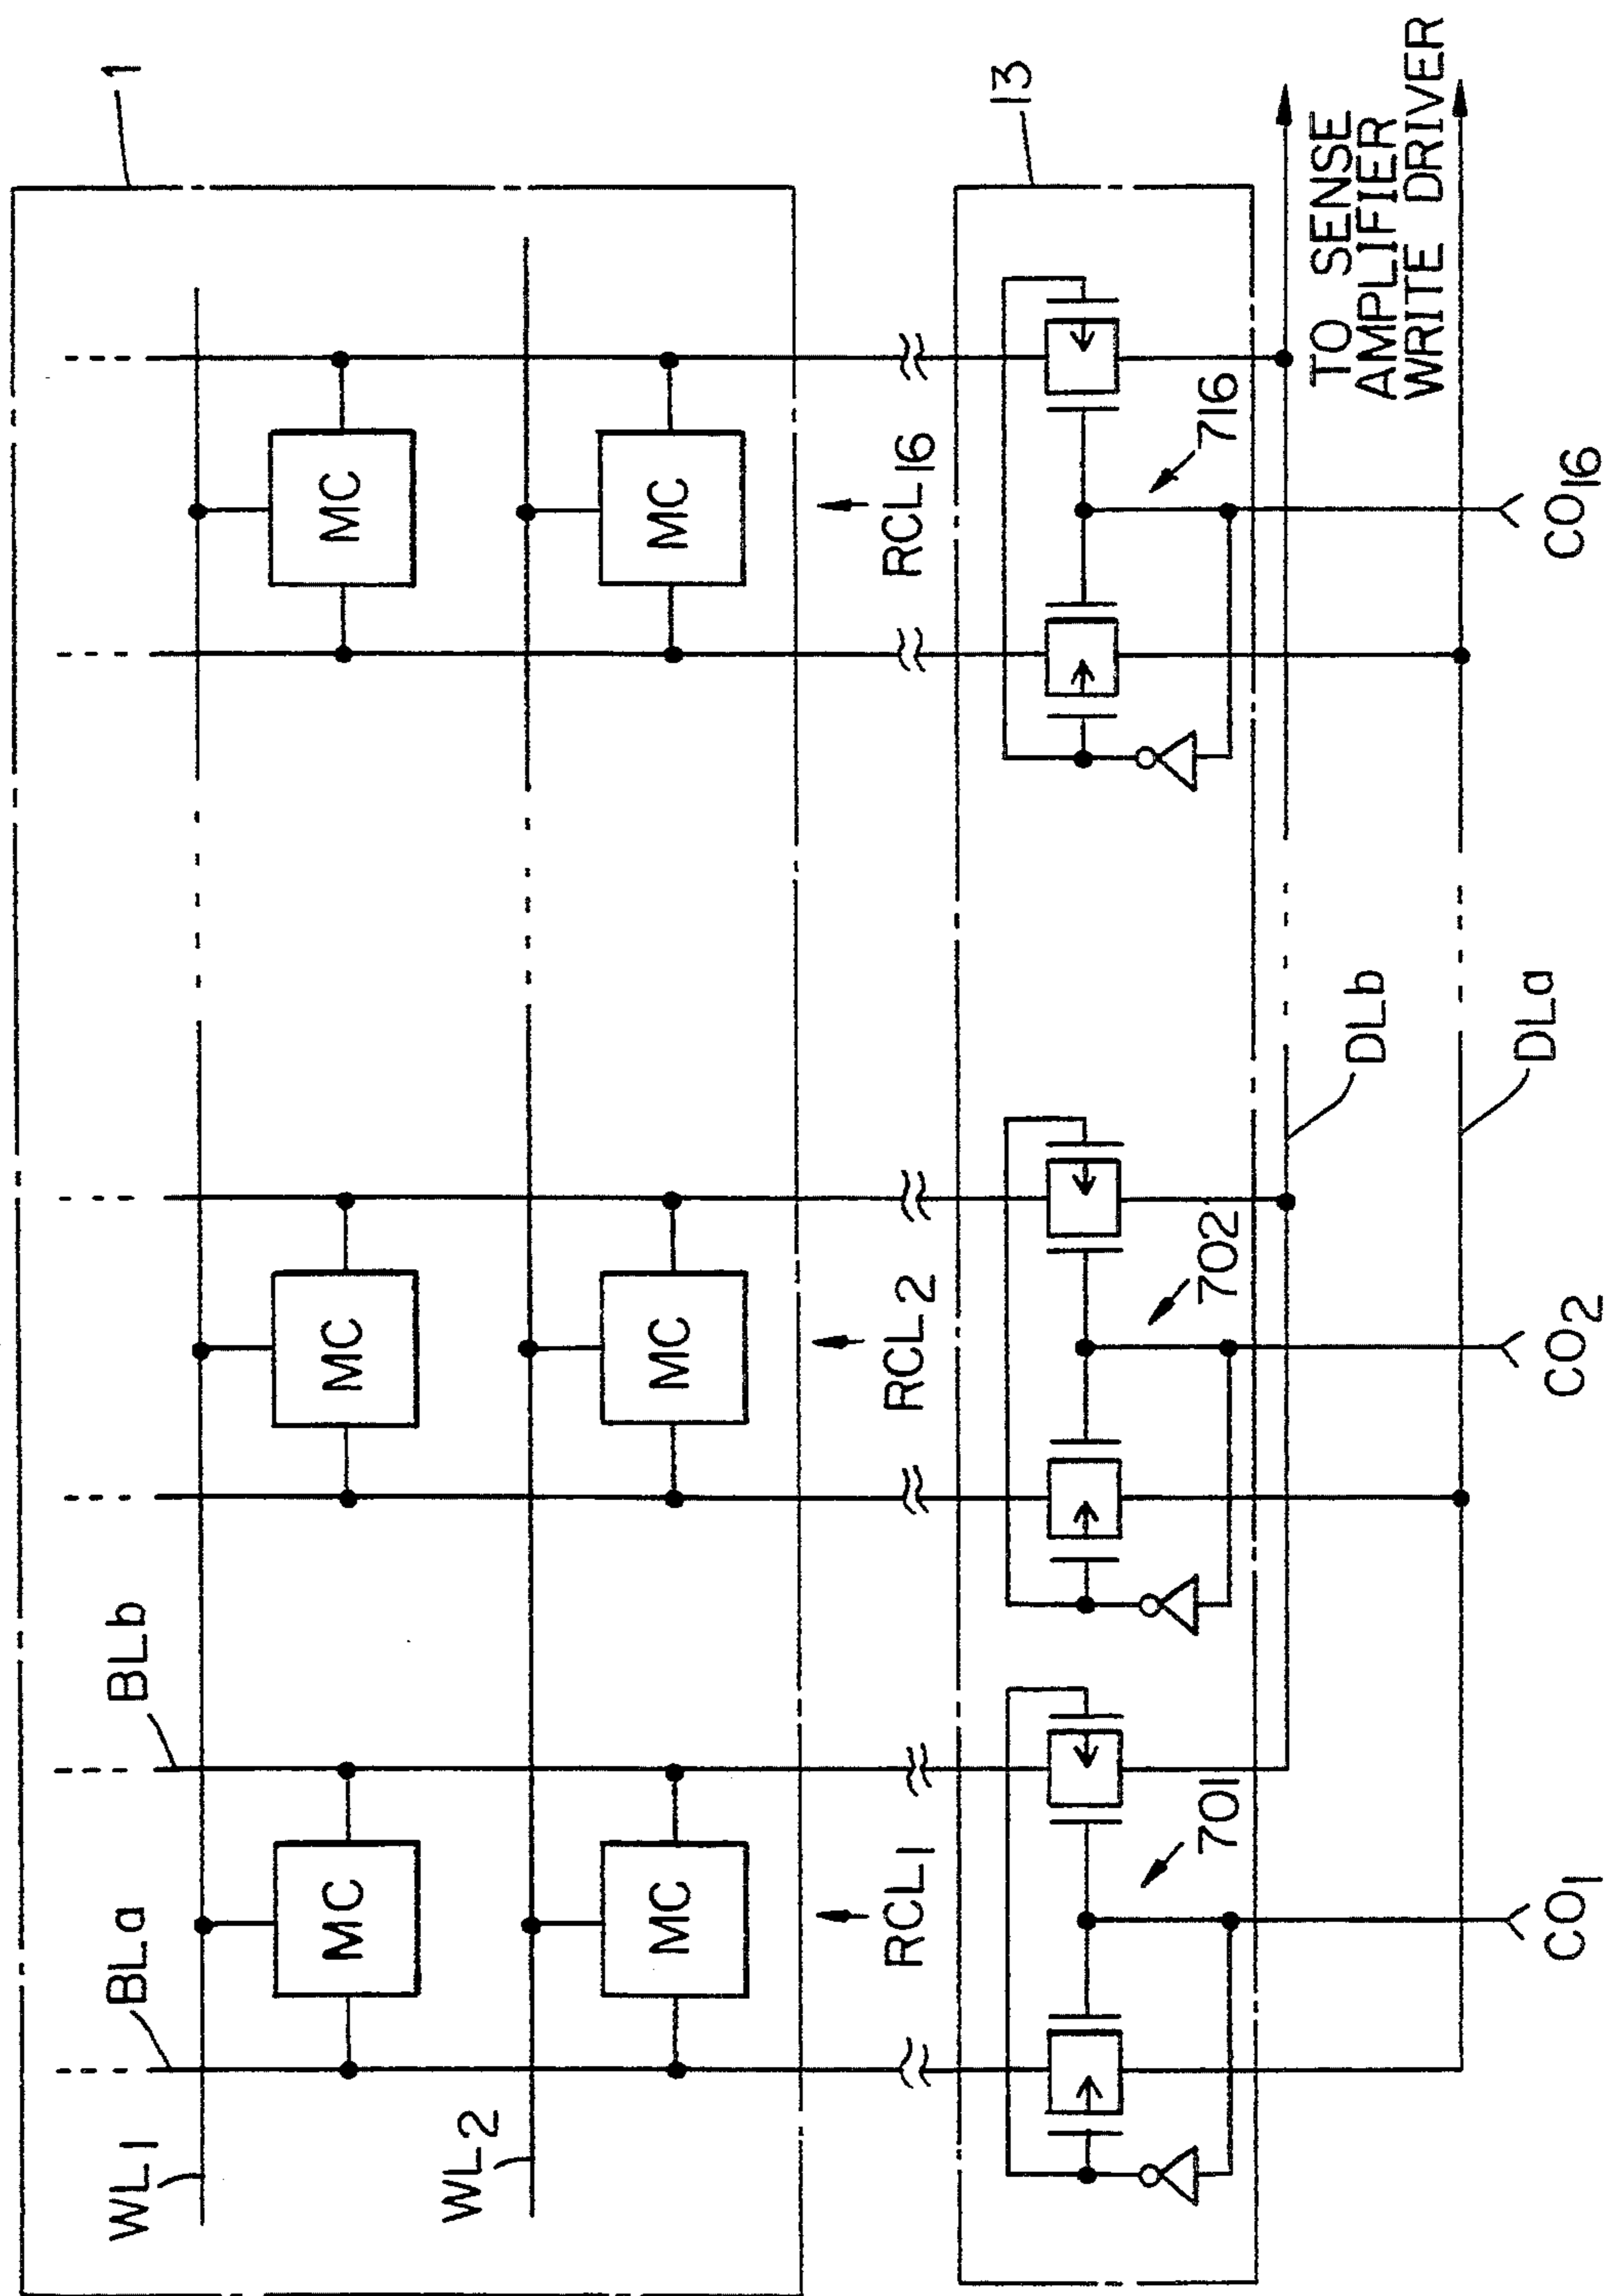 1
BLa
BLb
WL1
MC
MC
MC
WL2
MC
MC
MC
RCL1
RCL2
RCL16
13
701
702
716
DLb
TO SENSE
AMPLIFIER
WRITE DRIVER
DLa
CO1
CO2
CO16